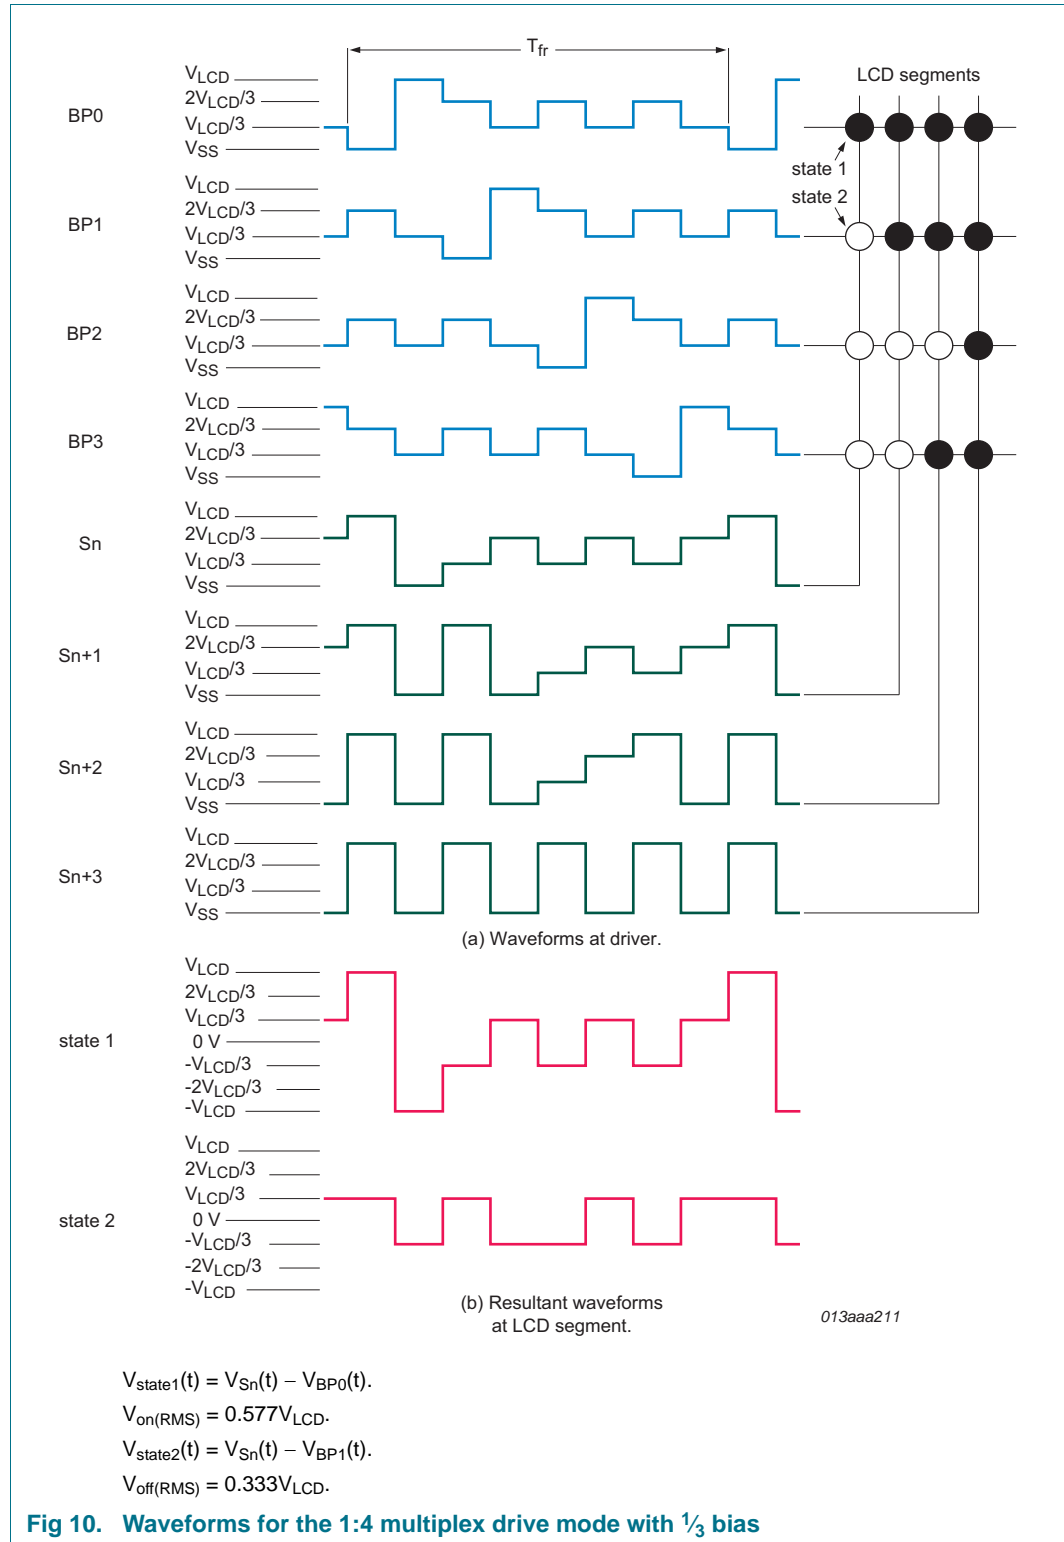 Tfr
VLCD
2VLCD/3
BP0
VLCD/3
VSS
LCD segments
state 1
VLCD
state 2
2VLCD/3
BP1
VLCD/3
VSS
VLCD
2VLCD/3
BP2
VLCD/3
VSS
VLCD
2VLCD/3
BP3
VLCD/3
VSS
VLCD
2VLCD/3
Sn
VLCD/3
VSS
VLCD
2VLCD/3
Sn+1
VLCD/3
VSS
VLCD
2VLCD/3
Sn+2
VLCD/3
VSS
VLCD
2VLCD/3
Sn+3
VLCD/3
VSS
(a) Waveforms at driver.
VLCD
2VLCD/3
VLCD/3
state 1
0 V
-VLCD/3
-2VLCD/3
-VLCD
VLCD
2VLCD/3
VLCD/3
state 2
0 V
-VLCD/3
-2VLCD/3
-VLCD
(b) Resultant waveforms
at LCD segment.
013aaa211
Vstate1(t) = VSn(t) − VBP0(t).
Von(RMS) = 0.577VLCD.
Vstate2(t) = VSn(t) − VBP1(t).
Voff(RMS) = 0.333VLCD.
Fig 10. Waveforms for the 1:4 multiplex drive mode with 1⁄3 bias